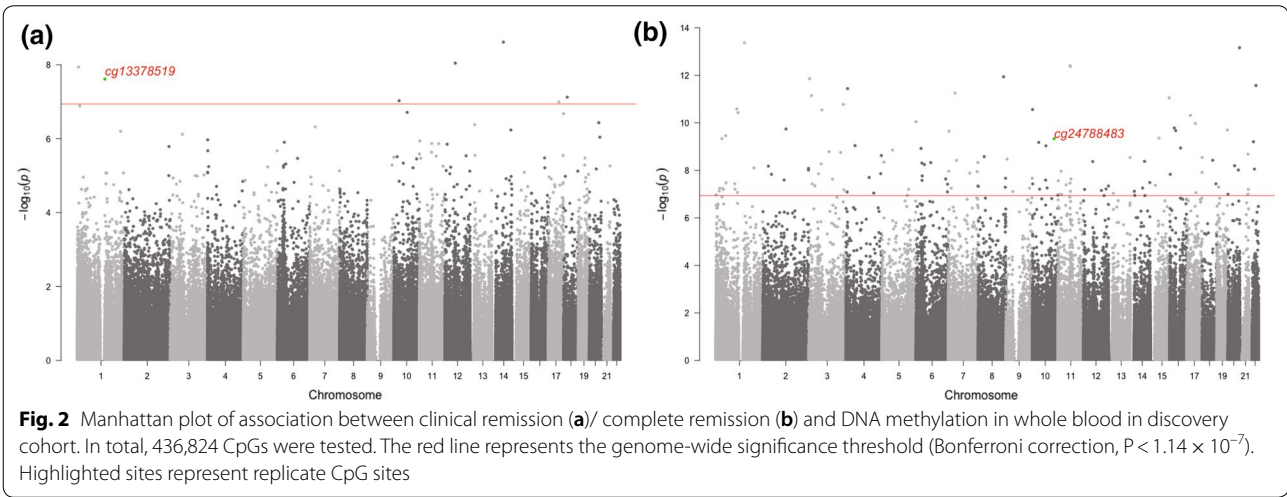 (a)
8
6
4
2
0
−log10(p)
cg13378519
1 2 3 4 5 6 7 8 9 10 11 12 13 14 15 16 17 19 20 21
Chromosome
(b)
14
12
10
8
6
4
2
0
−log10(p)
cg24788483
1 2 3 4 5 6 7 8 9 10 11 12 13 14 15 16 17 19 21
Chromosome
Fig. 2 Manhattan plot of association between clinical remission (a)/ complete remission (b) and DNA methylation in whole blood in discovery
cohort. In total, 436,824 CpGs were tested. The red line represents the genome-wide significance threshold (Bonferroni correction, P < 1.14 × 10⁻⁷).
Highlighted sites represent replicate CpG sites